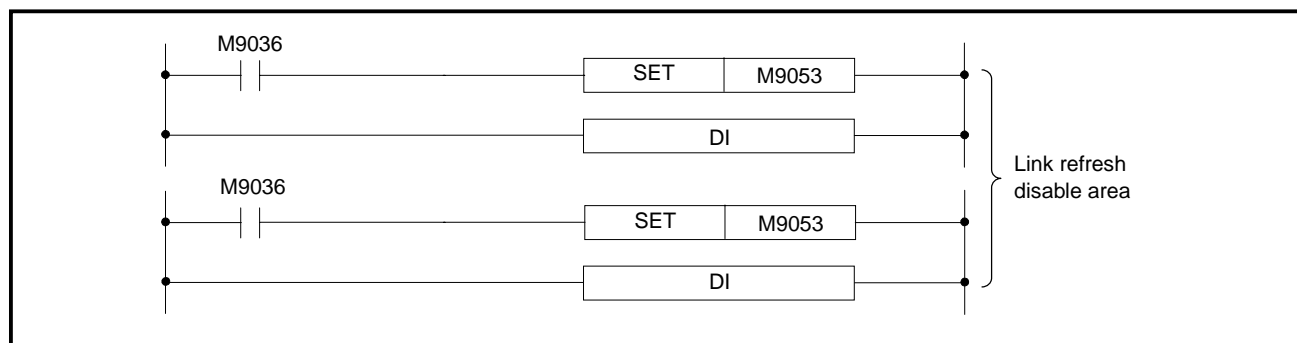 M9036
SET M9053
DI
M9036
SET M9053
DI
Link refresh
disable area